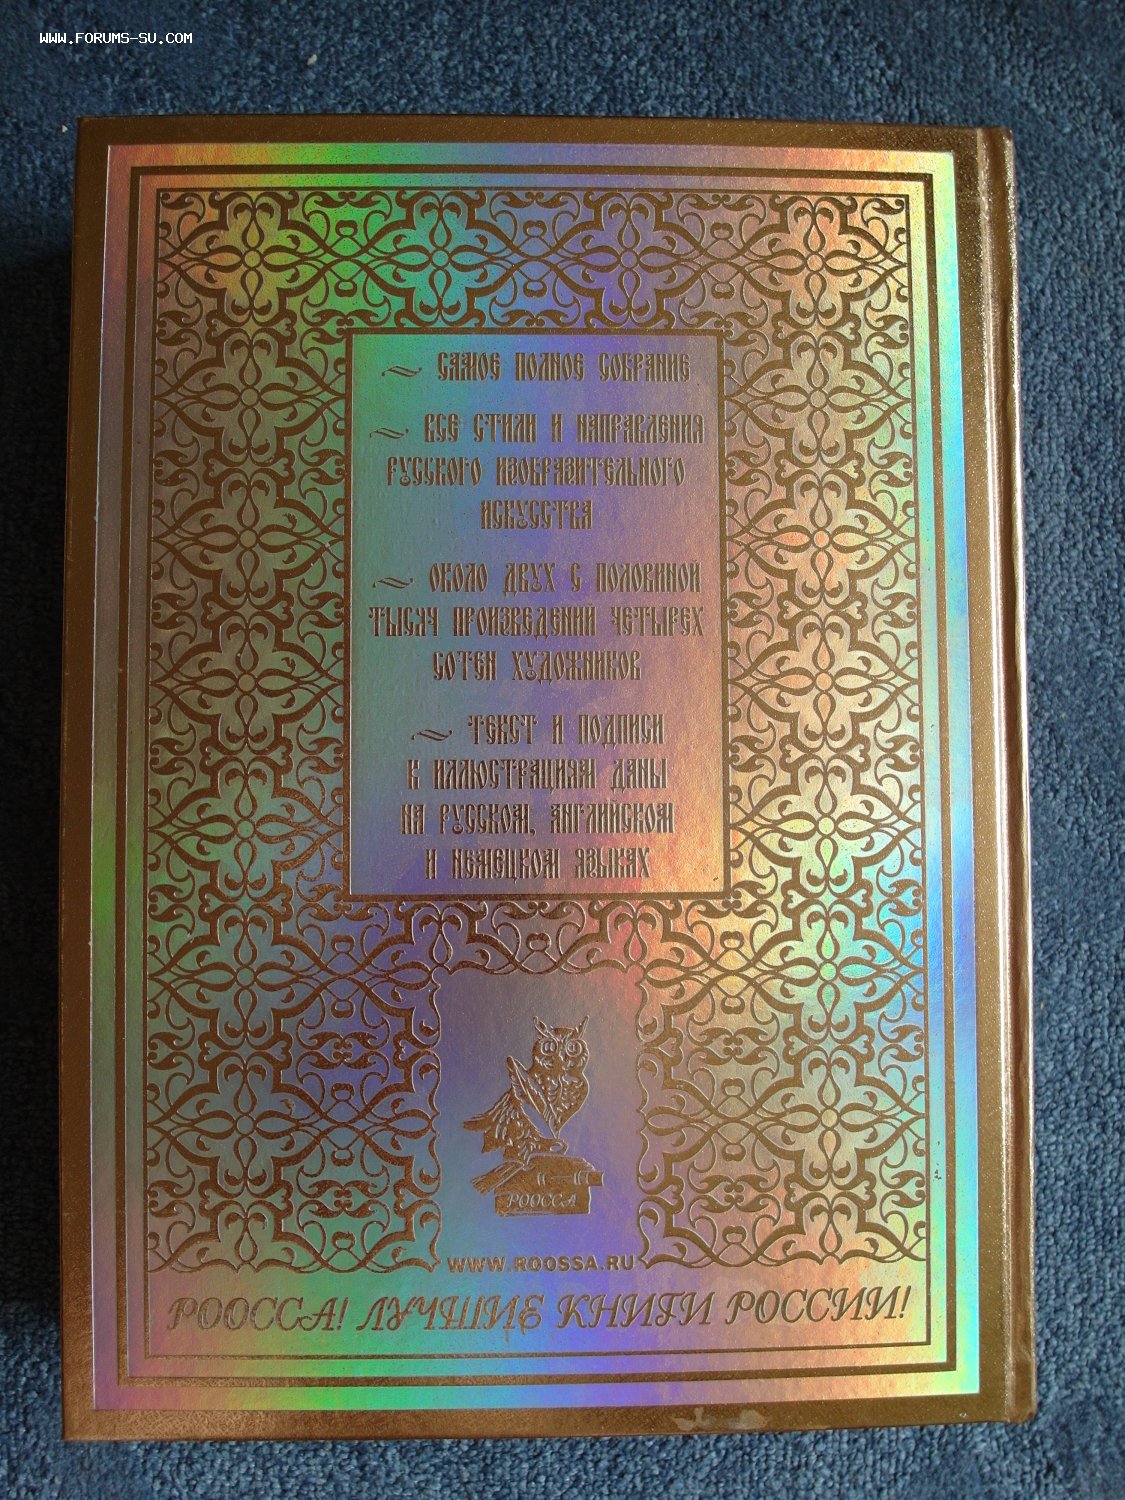 WWW.FORUMS-SU.COM
~ САМОЕ ПОЛНОЕ СОБРАНИЕ
~ ВСЕ СТИЛИ И НАПРАВЛЕНИЯ
РУССКОГО ИЗОБРАЗИТЕЛЬНОГО
ИСКУССТВА
~ ОКОЛО ДВУХ С ПОЛОВИНОЙ
ТЫСЯЧ ПРОИЗВЕДЕНИЙ ЧЕТЫРЕХ
СОТЕН ХУДОЖНИКОВ
~ ТЕКСТ И ПОДПИСИ
К ИЛЛЮСТРАЦИЯМ ДАНЫ
НА РУССКОМ, АНГЛИЙСКОМ
И НЕМЕЦКОМ ЯЗЫКАХ
РООССА
WWW.ROOSSA.RU
РООССА! ЛУЧШИЕ КНИГИ РОССИИ!